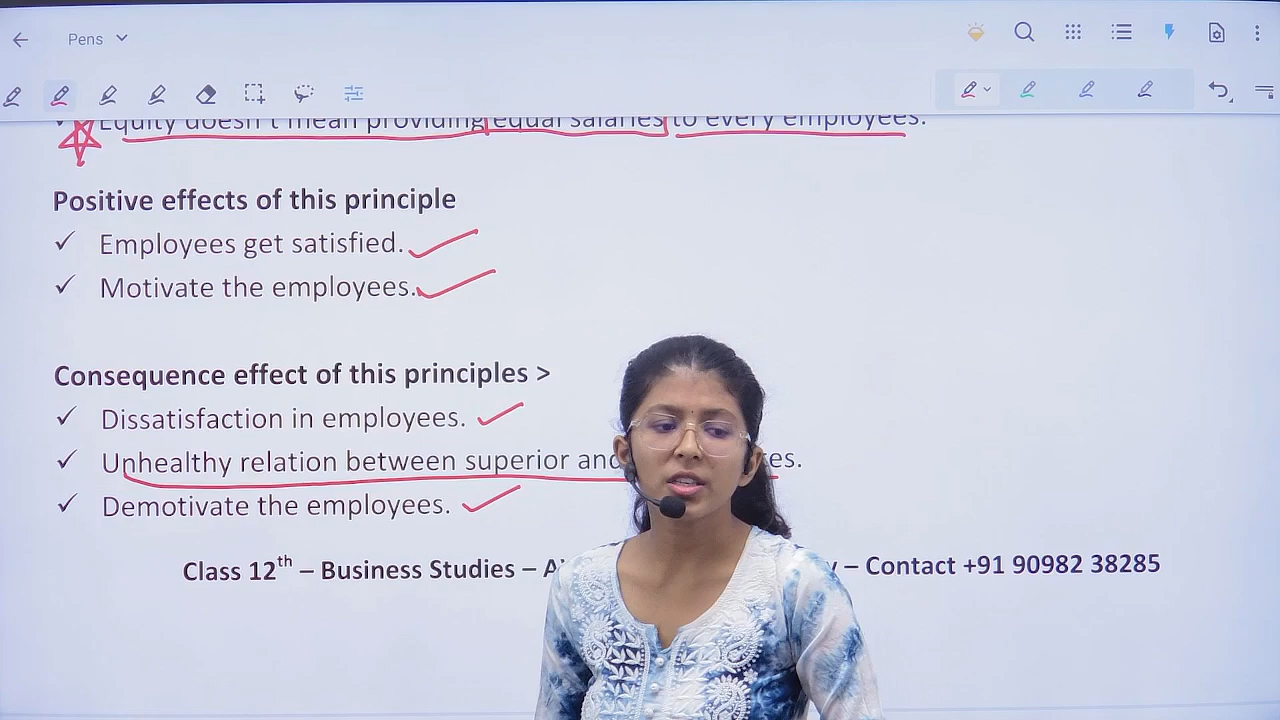 Pens
Equity doesn't mean providing equal salaries to every employees.
Positive effects of this principle
✓ Employees get satisfied.
✓ Motivate the employees.
Consequence effect of this principles >
✓ Dissatisfaction in employees.
✓ Unhealthy relation between superior and
✓ Demotivate the employees.
Class 12th – Business Studies – – Contact +91 90982 38285